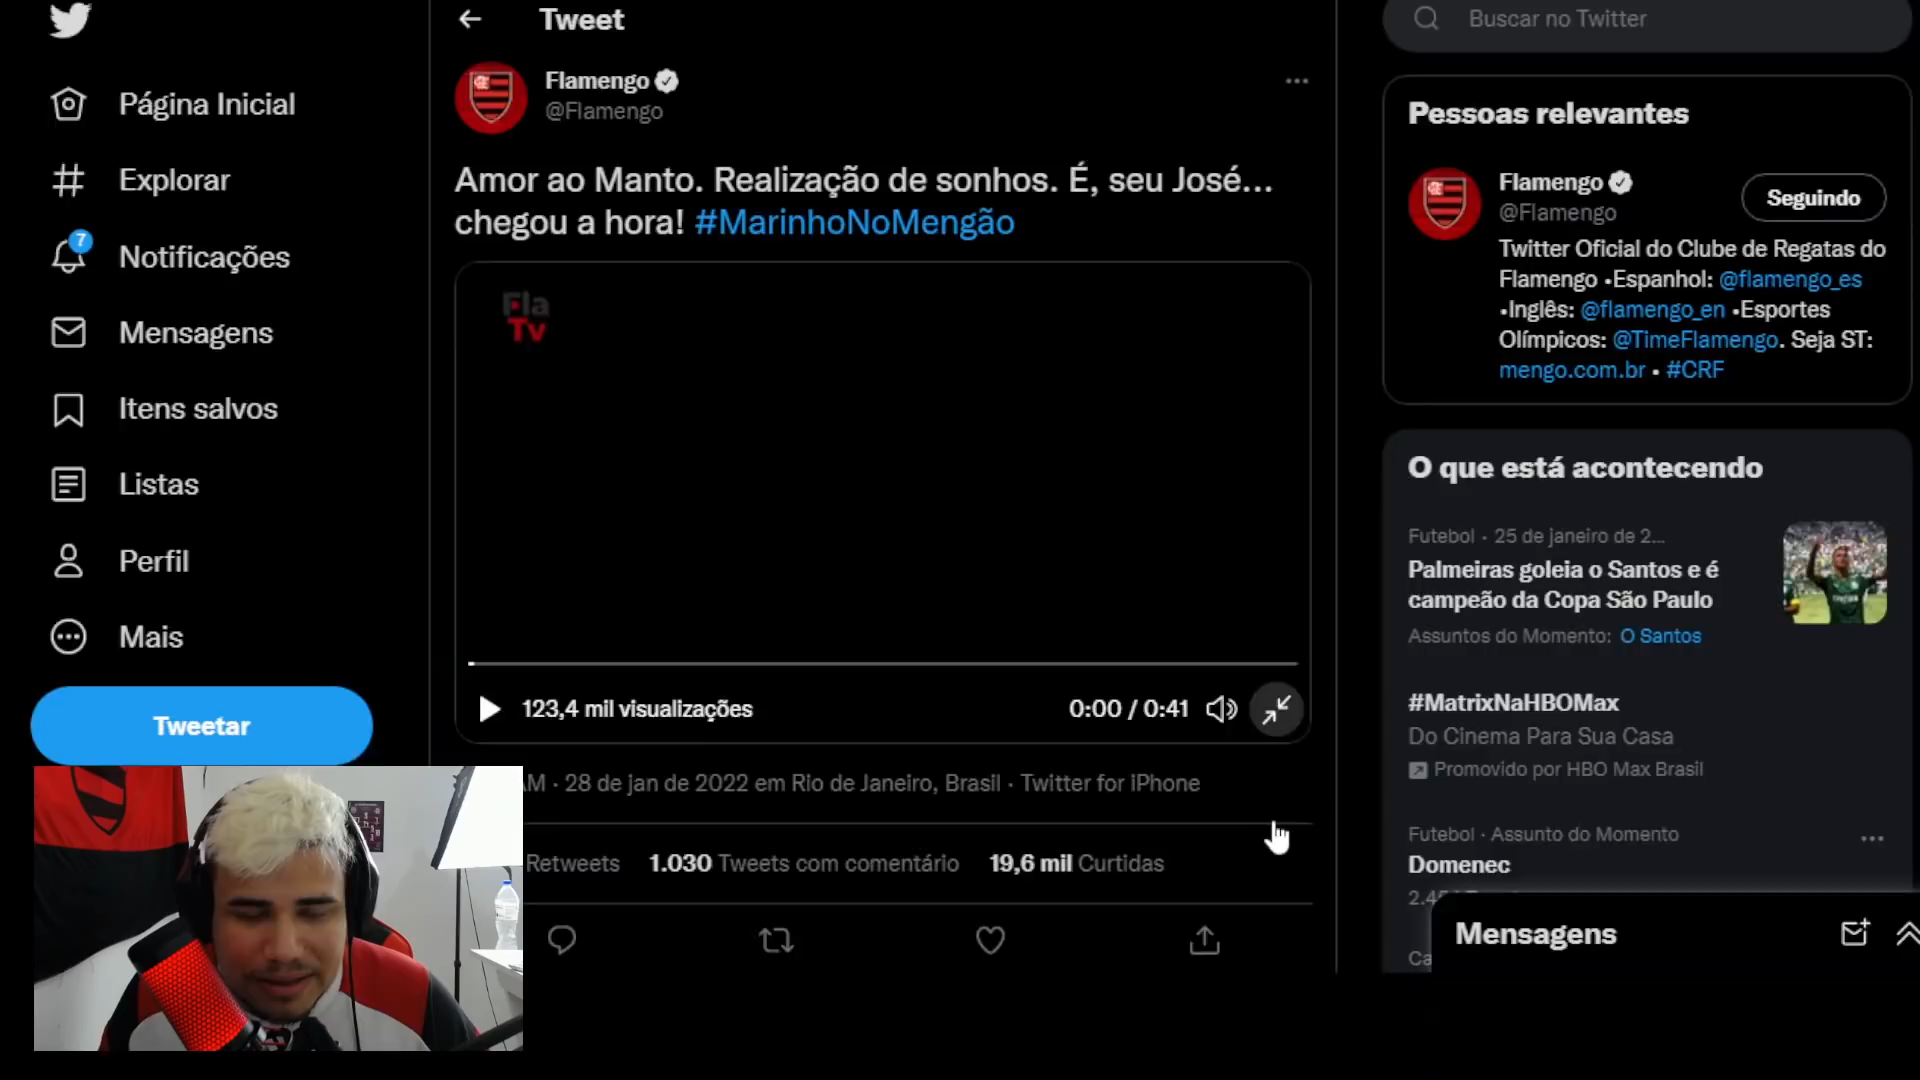 Página Inicial
Explorar
7
Notificações
Mensagens
Itens salvos
Listas
Perfil
Mais
Tweetar
Tweet
Flamengo
@Flamengo
Amor ao Manto. Realização de sonhos. É, seu José...
chegou a hora! #MarinhoNoMengão
Fla
Tv
123,4 mil visualizações
0:00 / 0:41
AM · 28 de jan de 2022 em Rio de Janeiro, Brasil · Twitter for iPhone
Retweets 1.030 Tweets com comentário 19,6 mil Curtidas
Buscar no Twitter
Pessoas relevantes
Flamengo
@Flamengo
Seguindo
Twitter Oficial do Clube de Regatas do
Flamengo •Espanhol: @flamengo_es
•Inglês: @flamengo_en •Esportes
Olímpicos: @TimeFlamengo. Seja ST:
mengo.com.br • #CRF
O que está acontecendo
Futebol · 25 de janeiro de 2...
Palmeiras goleia o Santos e é
campeão da Copa São Paulo
Assuntos do Momento: O Santos
#MatrixNaHBOMax
Do Cinema Para Sua Casa
Promovido por HBO Max Brasil
Futebol · Assunto do Momento
Domenec
Mensagens